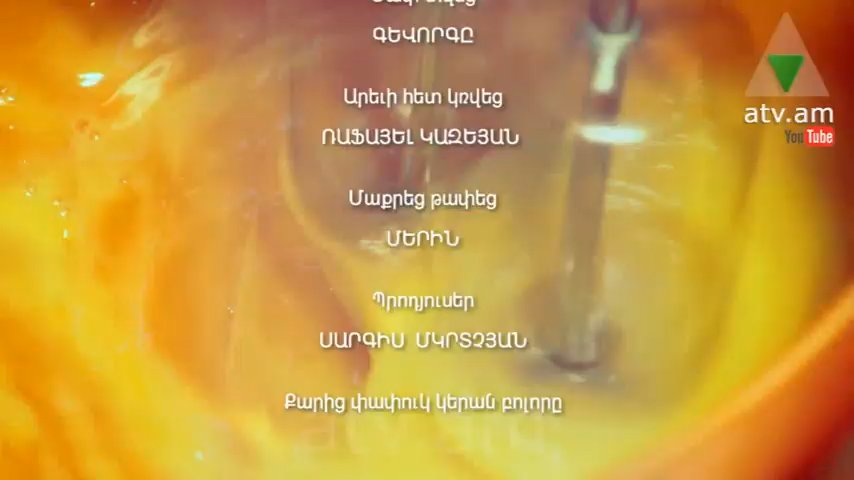 ԳԵՎՈՐԳԸ
Արեւի հետ կռվեց
ՌԱՖԱՅԵԼ ԿԱԶԵՅԱՆ
Մաքրեց թափեց
ՄԵՐԻՆ
Պրոդյուսեր
ՍԱՐԳԻՍ ՄԿՐՏՉՅԱՆ
Քարից փափուկ կերան բոլորը
atv.am
YouTube